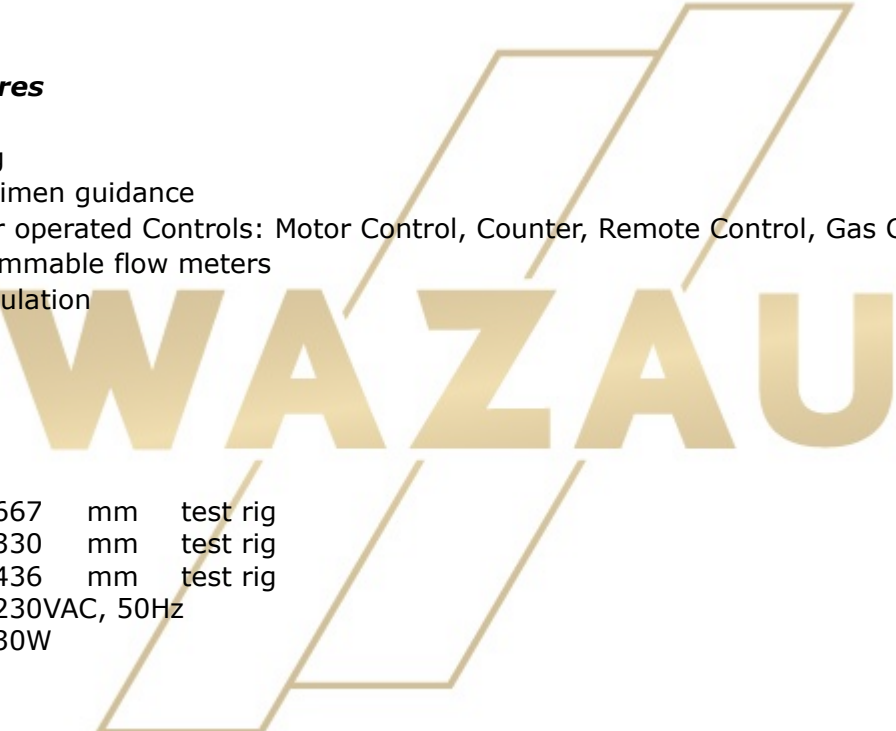 res
g
imen guidance
r operated Controls: Motor Control, Counter, Remote Control, Gas C
mmable flow meters
ulation
WAZAU
667 mm test rig
330 mm test rig
436 mm test rig
230VAC, 50Hz
30W